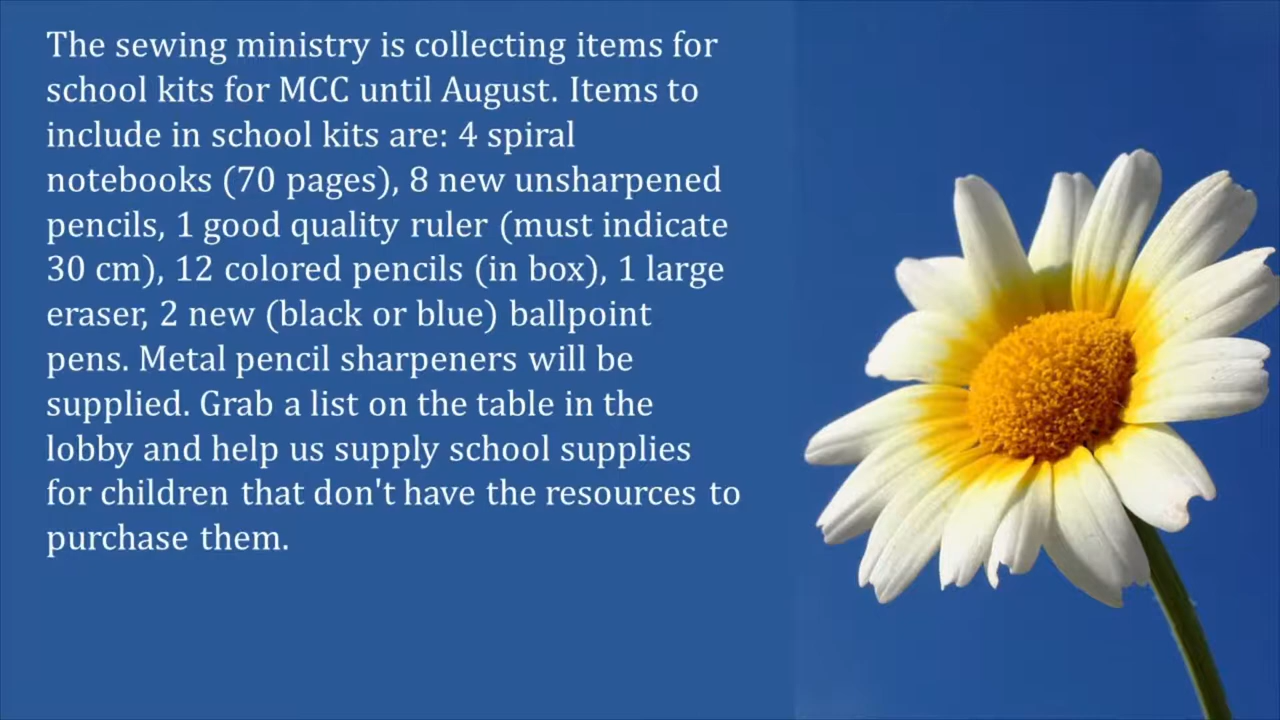 The sewing ministry is collecting items for
school kits for MCC until August. Items to
include in school kits are: 4 spiral
notebooks (70 pages), 8 new unsharpened
pencils, 1 good quality ruler (must indicate
30 cm), 12 colored pencils (in box), 1 large
eraser, 2 new (black or blue) ballpoint
pens. Metal pencil sharpeners will be
supplied. Grab a list on the table in the
lobby and help us supply school supplies
for children that don't have the resources to
purchase them.